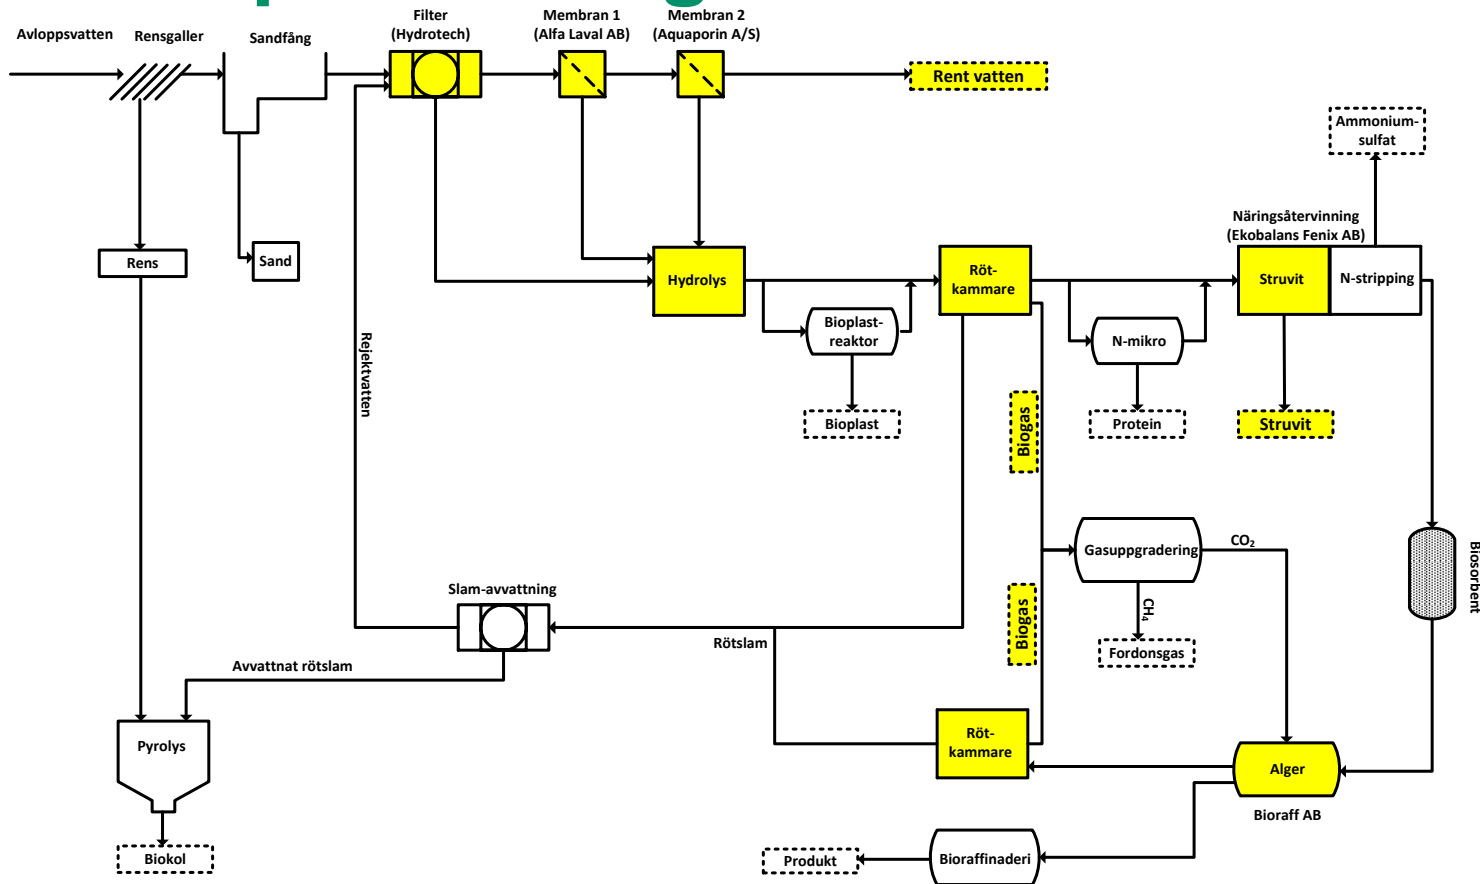 Avloppsvatten
Rensgaller
Sandfång
Filter
(Hydrotech)
Membran 1
(Alfa Laval AB)
Membran 2
(Aquaporin A/S)
Rent vatten
Ammonium-
sulfat
Näringsåtervinning
(Ekobalans Fenix AB)
Rens
Sand
Hydrolys
Röt-
kammare
Struvit
N-stripping
Bioplast-
reaktor
N-mikro
Rejektvatten
Bioplast
Biogas
Protein
Struvit
Gasuppgradering
CO₂
Biosorbent
Slam-avvattning
CH₄
Biogas
Rötslam
Fordonsgas
Avvattnat rötslam
Pyrolys
Röt-
kammare
Alger
Bioraff AB
Biokol
Produkt
Bioraffinaderi